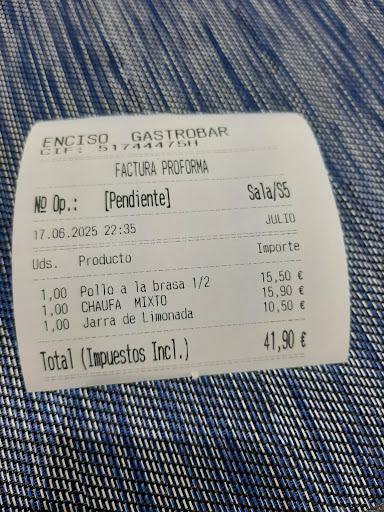 ENCISO GASTROBAR
CIF: 51744475H
FACTURA PROFORMA
Nº Op.: [Pendiente] Sala/S5
17.06.2025 22:35 JULIO
Uds. Producto Importe
1,00 Pollo a la brasa 1/2 15,50 €
1,00 CHAUFA MIXTO 15,90 €
1,00 Jarra de Limonada 10,50 €
Total (Impuestos Incl.) 41,90 €